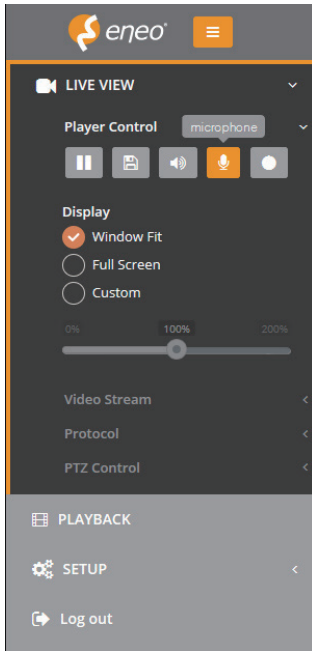 eneo
LIVE VIEW
Player Control microphone
Display
Window Fit
Full Screen
Custom
0% 100% 200%
Video Stream
Protocol
PTZ Control
PLAYBACK
SETUP
Log out